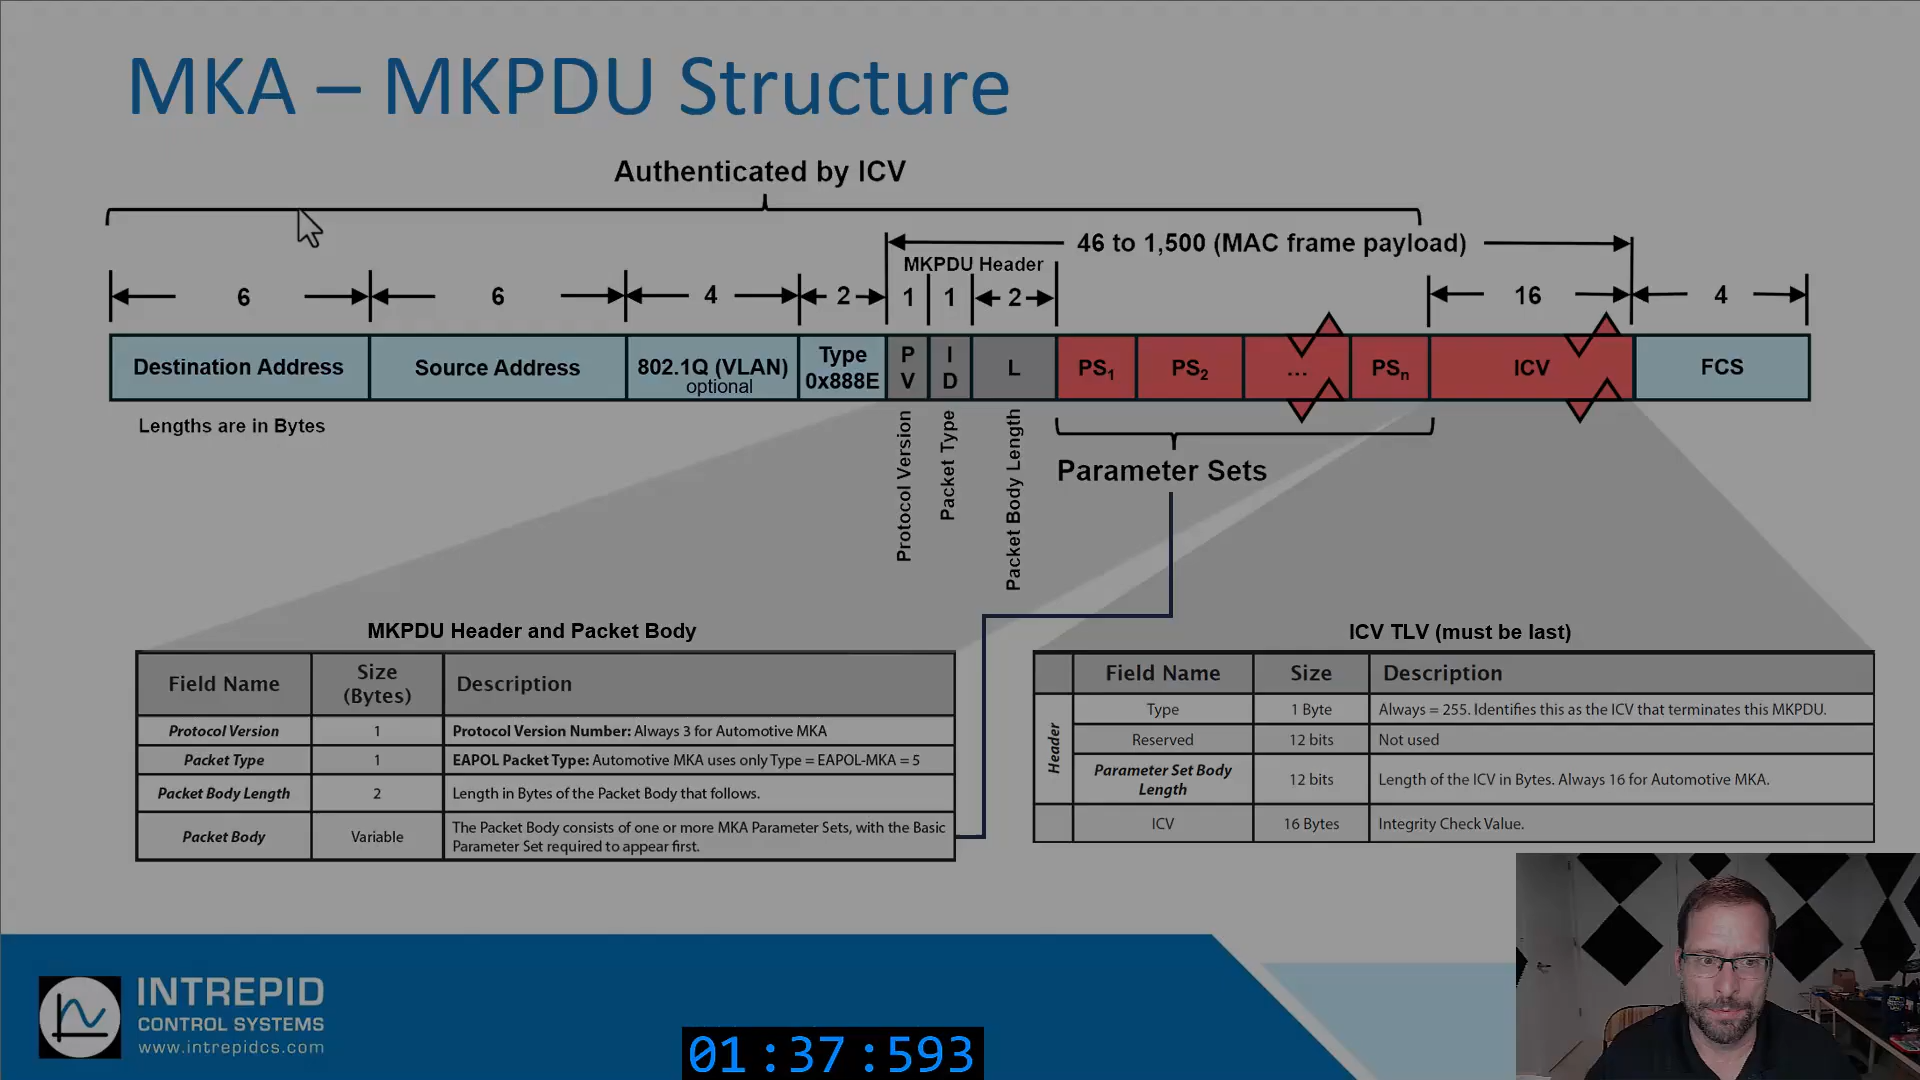 MKA – MKPDU Structure
Authenticated by ICV
46 to 1,500 (MAC frame payload)
MKPDU Header
6
6
4
2
1
1
2
16
4
Destination Address
Source Address
802.1Q (VLAN)
optional
Type
0x888E
P
V
I
D
L
PS1
PS2
...
PSn
ICV
FCS
Lengths are in Bytes
Protocol Version
Packet Type
Packet Body Length
Parameter Sets
MKPDU Header and Packet Body
Field Name
Size
(Bytes)
Description
Protocol Version
1
Protocol Version Number: Always 3 for Automotive MKA
Packet Type
1
EAPOL Packet Type: Automotive MKA uses only Type = EAPOL-MKA = 5
Packet Body Length
2
Length in Bytes of the Packet Body that follows.
Packet Body
Variable
The Packet Body consists of one or more MKA Parameter Sets, with the Basic
Parameter Set required to appear first.
ICV TLV (must be last)
Field Name
Size
Description
Header
Type
1 Byte
Always = 255. Identifies this as the ICV that terminates this MKPDU.
Reserved
12 bits
Not used
Parameter Set Body
Length
12 bits
Length of the ICV in Bytes. Always 16 for Automotive MKA.
ICV
16 Bytes
Integrity Check Value.
INTREPID
CONTROL SYSTEMS
www.intrepidcs.com
01:37:593